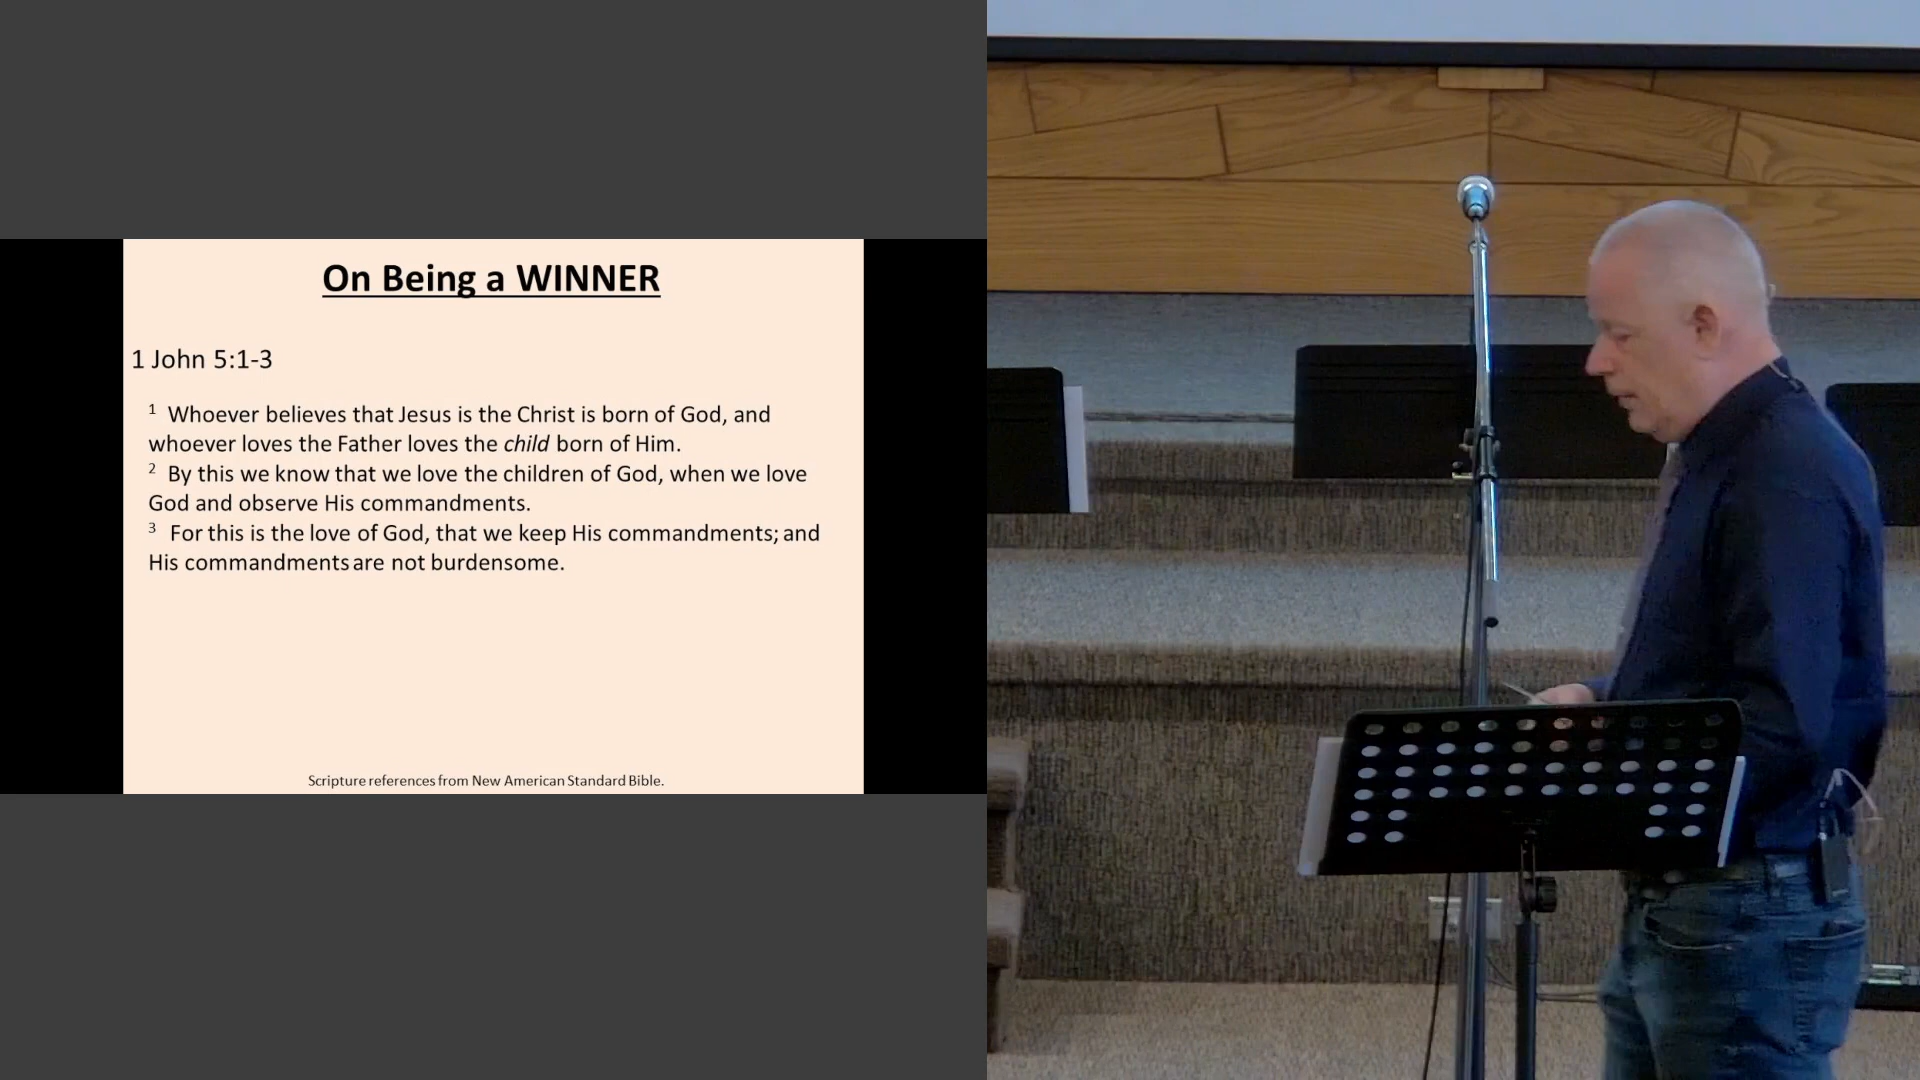 On Being a WINNER
1 John 5:1-3
1 Whoever believes that Jesus is the Christ is born of God, and
whoever loves the Father loves the child born of Him.
2 By this we know that we love the children of God, when we love
God and observe His commandments.
3 For this is the love of God, that we keep His commandments; and
His commandments are not burdensome.
Scripture references from New American Standard Bible.